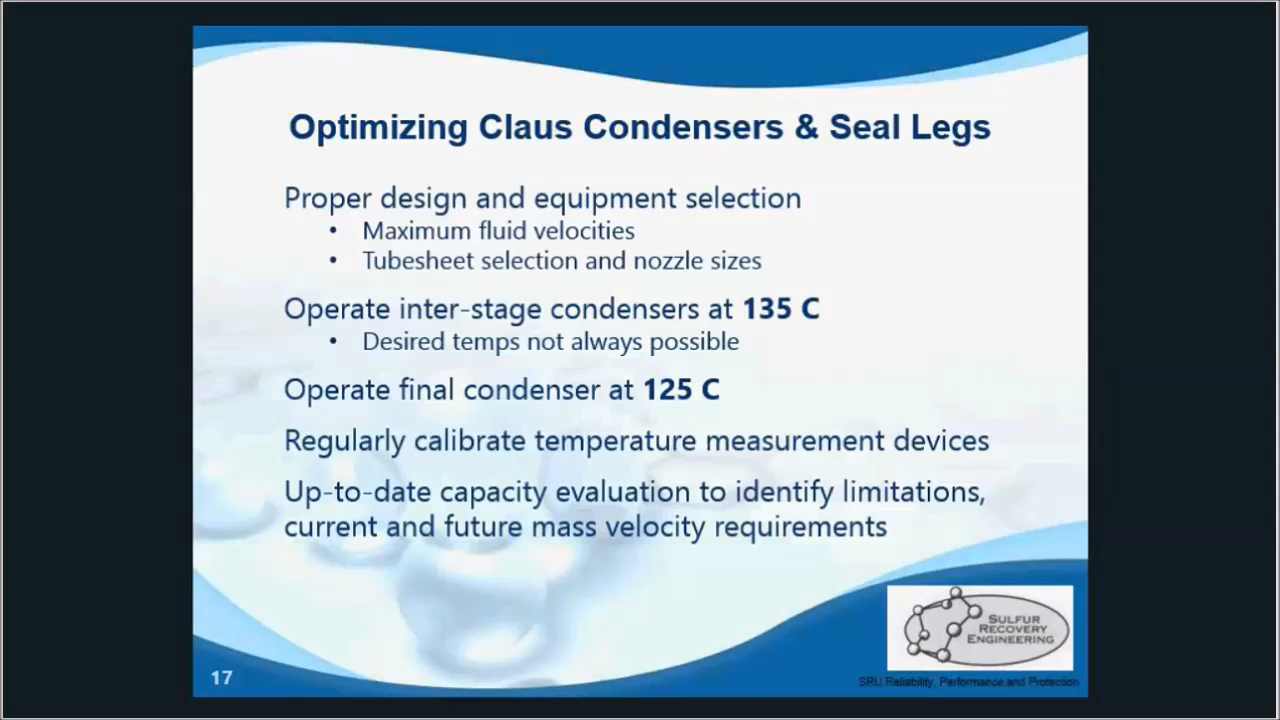 Optimizing Claus Condensers & Seal Legs
Proper design and equipment selection
• Maximum fluid velocities
• Tubesheet selection and nozzle sizes
Operate inter-stage condensers at 135 C
• Desired temps not always possible
Operate final condenser at 125 C
Regularly calibrate temperature measurement devices
Up-to-date capacity evaluation to identify limitations,
current and future mass velocity requirements
SULFUR
RECOVERY
ENGINEERING
17
SRU Reliability, Performance and Protection